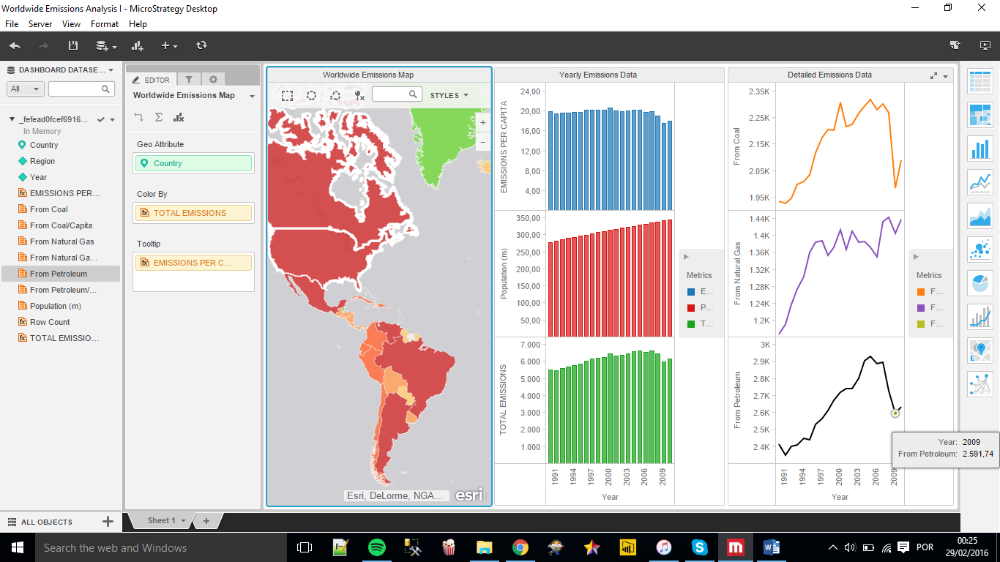 Worldwide Emissions Analysis I - MicroStrategy Desktop
File Server View Format Help
DASHBOARD DATASE...
All
_fefead0fcef6916...
In Memory
Country
Region
Year
EMISSIONS PER...
From Coal
From Coal/Capita
From Natural Gas
From Natural Ga...
From Petroleum
From Petroleum/...
Population (m)
Row Count
TOTAL EMISSIO...
ALL OBJECTS
EDITOR
Worldwide Emissions Map
Geo Attribute
Country
Color By
TOTAL EMISSIONS
Tooltip
EMISSIONS PER C...
Worldwide Emissions Map
STYLES
+
−
Esri, DeLorme, NGA...
esri
Yearly Emissions Data
EMISSIONS PER CAPITA
24,00
20,00
16,00
12,00
8,00
4,00
Population (m)
350,00
300,00
250,00
200,00
150,00
100,00
50,00
TOTAL EMISSIONS
7.000
6.000
5.000
4.000
3.000
2.000
1.000
1991 1994 1997 2000 2003 2006 2009
Year
Metrics
E...
P...
T...
Detailed Emissions Data
From Coal
2.35K
2.25K
2.15K
2.05K
1.95K
From Natural Gas
1.44K
1.4K
1.36K
1.32K
1.28K
1.24K
1.2K
From Petroleum
3K
2.9K
2.8K
2.7K
2.6K
2.5K
2.4K
1991 1994 1997 2000 2003 2006 2009
Year
Metrics
F...
F...
F...
Year: 2009
From Petroleum: 2.591,74
E
Sheet 1
+
Search the web and Windows
POR
00:25
29/02/2016